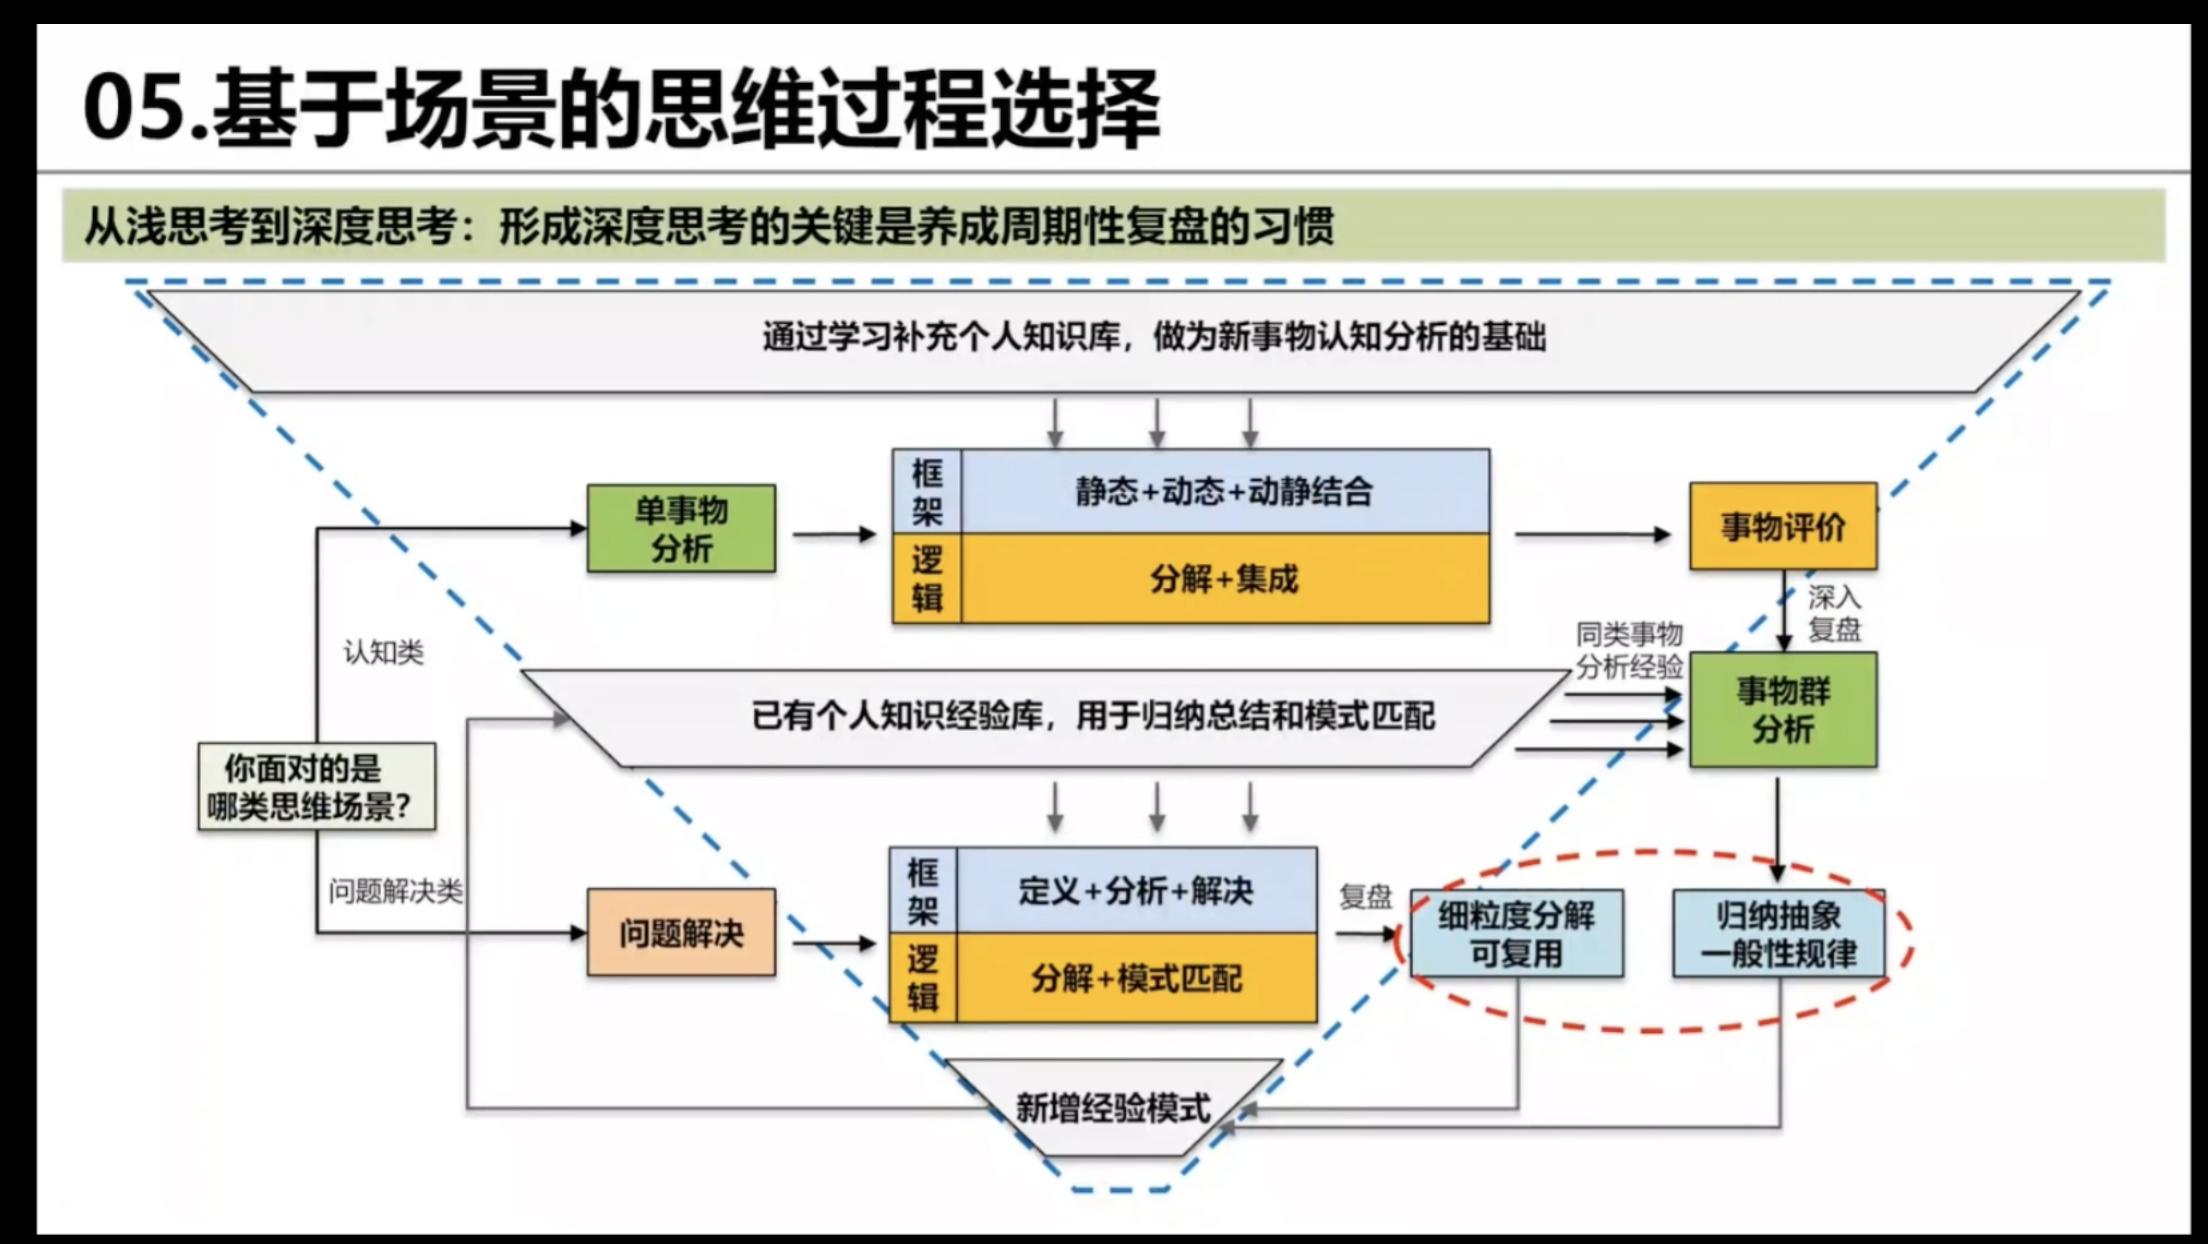 05.基于场景的思维过程选择
从浅思考到深度思考：形成深度思考的关键是养成周期性复盘的习惯
通过学习补充个人知识库，做为新事物认知分析的基础
单事物
分析
框
架
静态+动态+动静结合
逻
辑
分解+集成
事物评价
深入
复盘
认知类
同类事物
分析经验
已有个人知识经验库，用于归纳总结和模式匹配
事物群
分析
你面对的是
哪类思维场景？
问题解决类
问题解决
框
架
定义+分析+解决
逻
辑
分解+模式匹配
复盘
细粒度分解
可复用
归纳抽象
一般性规律
新增经验模式